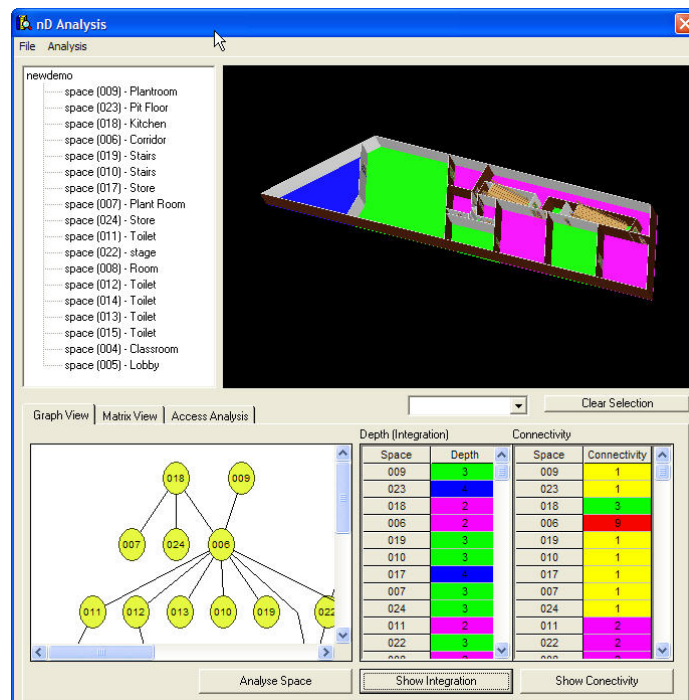 nD Analysis
File Analysis
newdemo
space (009) - Plantroom
space (023) - Pit Floor
space (018) - Kitchen
space (006) - Corridor
space (019) - Stairs
space (010) - Stairs
space (017) - Store
space (007) - Plant Room
space (024) - Store
space (011) - Toilet
space (022) - stage
space (008) - Room
space (012) - Toilet
space (014) - Toilet
space (013) - Toilet
space (015) - Toilet
space (004) - Classroom
space (005) - Lobby
Clear Selection
Graph View Matrix View Access Analysis
018 009
007 024 006
011 012 013 010 019 022
Depth (Integration)
Space Depth
009 3
023
018 2
006 2
019 3
010 3
017
007 3
024 3
011 2
022 3
Connectivity
Space Connectivity
009 1
023 1
018 3
006 9
019 1
010 1
017 1
007 1
024 1
011 2
022 2
Analyse Space Show Integration Show Conectivity